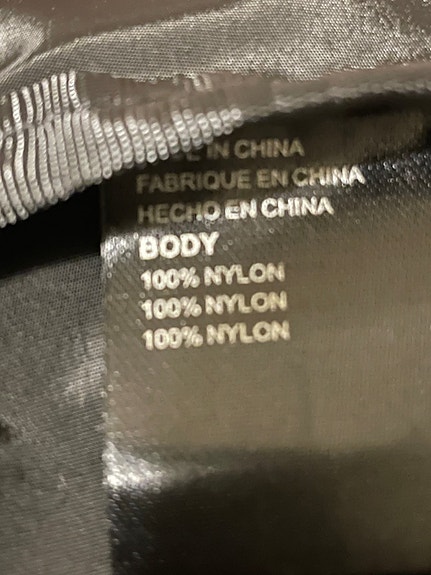 IN CHINA
FABRIQUE EN CHINA
HECHO EN CHINA
BODY
100% NYLON
100% NYLON
100% NYLON